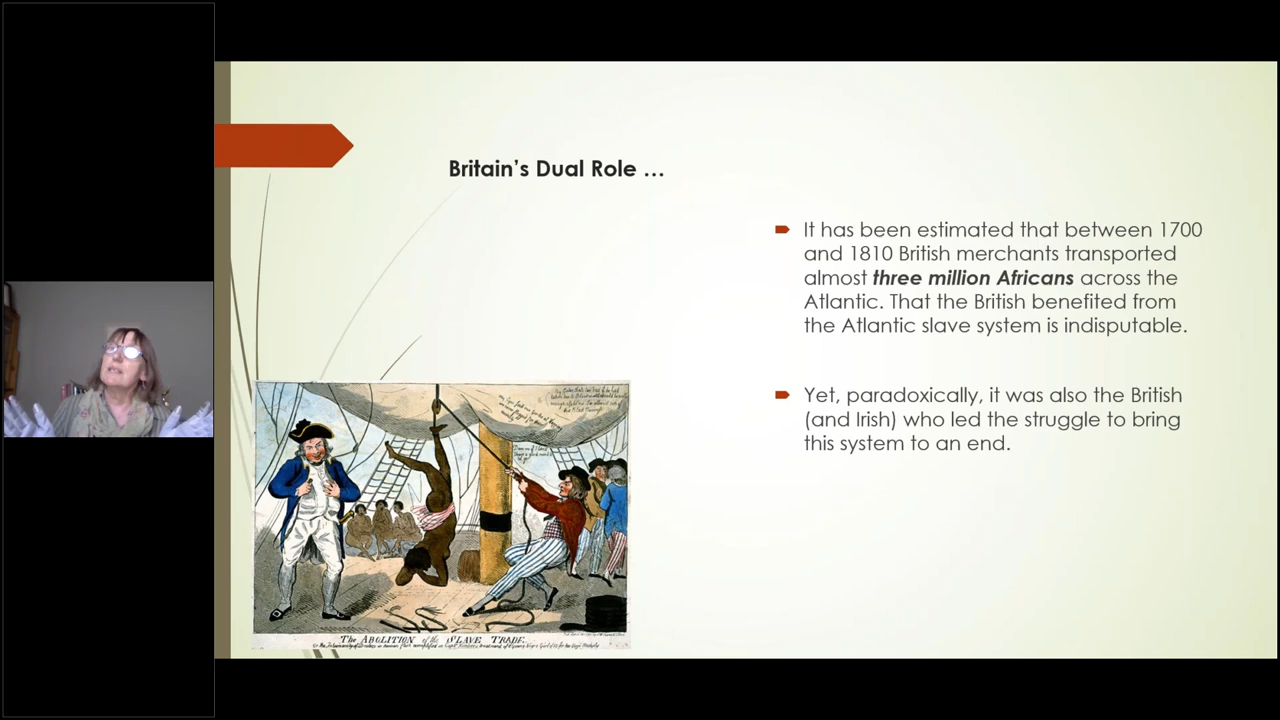 Britain's Dual Role …
It has been estimated that between 1700
and 1810 British merchants transported
almost three million Africans across the
Atlantic. That the British benefited from
the Atlantic slave system is indisputable.
Yet, paradoxically, it was also the British
(and Irish) who led the struggle to bring
this system to an end.
The ABOLITION of the SLAVE TRADE.